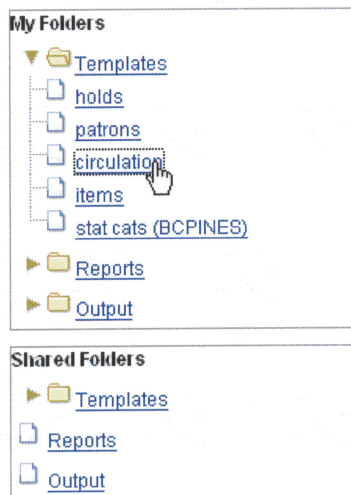 My Folders
Templates
holds
patrons
circulation
items
stat cats (BCPINES)
Reports
Output
Shared Folders
Templates
Reports
Output